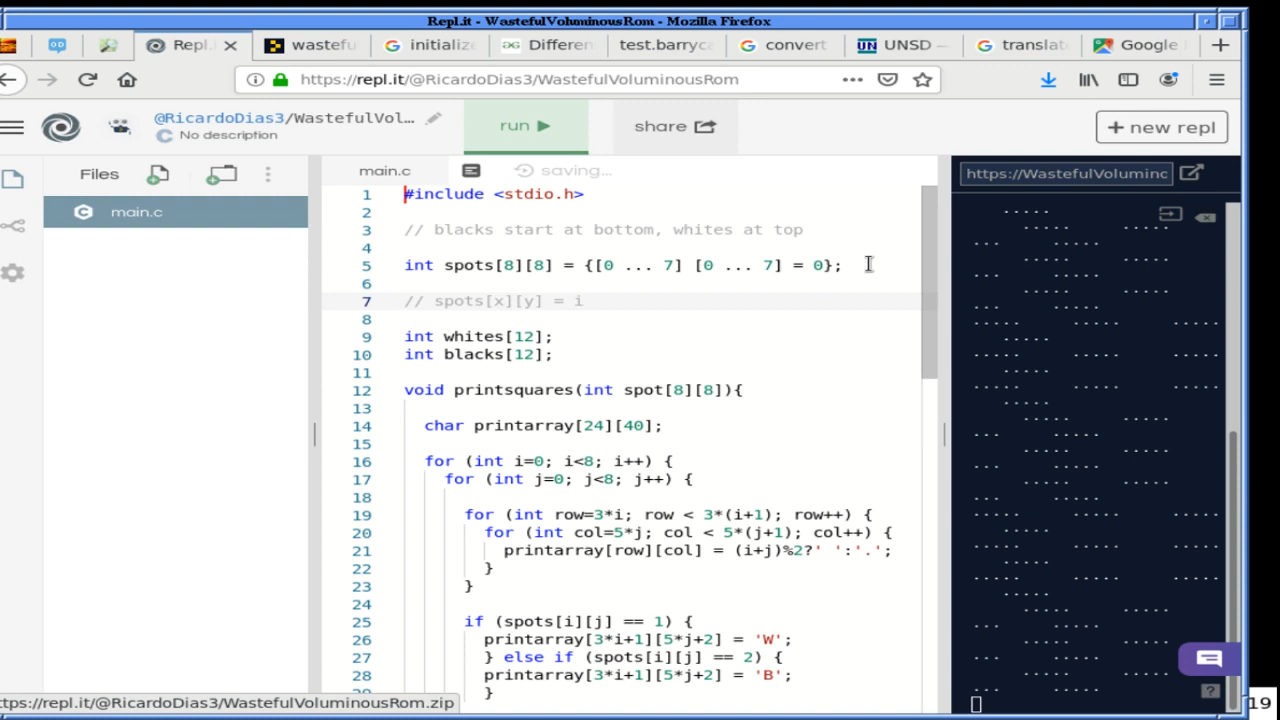 Repl.it - WastefulVoluminousRom - Mozilla Firefox
Repl. wastefu initialize Differen test.barryca convert UNSD — translat Google
https://repl.it/@RicardoDias3/WastefulVoluminousRom
@RicardoDias3/WastefulVol...
No description
run
share
+ new repl
Files
main.c
main.c
saving...
https://WastefulVoluminc
1 #include <stdio.h>
2
3 // blacks start at bottom, whites at top
4
5 int spots[8][8] = {[0 ... 7] [0 ... 7] = 0};
6
7 // spots[x][y] = i
8
9 int whites[12];
10 int blacks[12];
11
12 void printsquares(int spot[8][8]){
13
14 char printarray[24][40];
15
16 for (int i=0; i<8; i++) {
17 for (int j=0; j<8; j++) {
18
19 for (int row=3*i; row < 3*(i+1); row++) {
20 for (int col=5*j; col < 5*(j+1); col++) {
21 printarray[row][col] = (i+j)%2?' ':'.';
22 }
23 }
24
25 if (spots[i][j] == 1) {
26 printarray[3*i+1][5*j+2] = 'W';
27 } else if (spots[i][j] == 2) {
28 printarray[3*i+1][5*j+2] = 'B';
29 }
ttps://repl.it/@RicardoDias3/WastefulVoluminousRom.zip
19